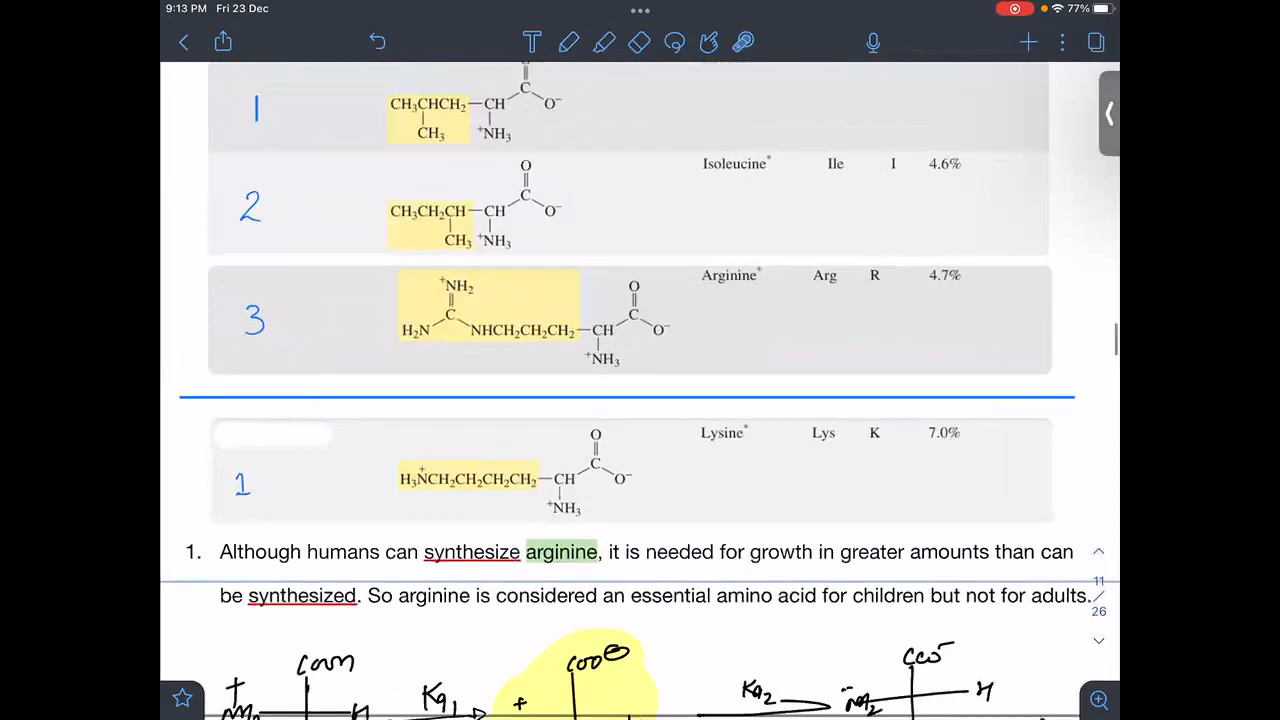 9:13 PM Fri 23 Dec
77%
1
CH3CHCH2—CH
C
O⁻
CH3 ⁺NH3
2
Isoleucine* Ile I 4.6%
O
C
CH3CH2CH—CH O⁻
CH3 ⁺NH3
3
Arginine* Arg R 4.7%
⁺NH2 O
C C
H2N NHCH2CH2CH2—CH O⁻
⁺NH3
1
Lysine* Lys K 7.0%
O
C
H3N⁺CH2CH2CH2CH2—CH O⁻
⁺NH3
1. Although humans can synthesize arginine, it is needed for growth in greater amounts than can
be synthesized. So arginine is considered an essential amino acid for children but not for adults.
11/
26
COO⊖
Ka1 Ka2
+ H